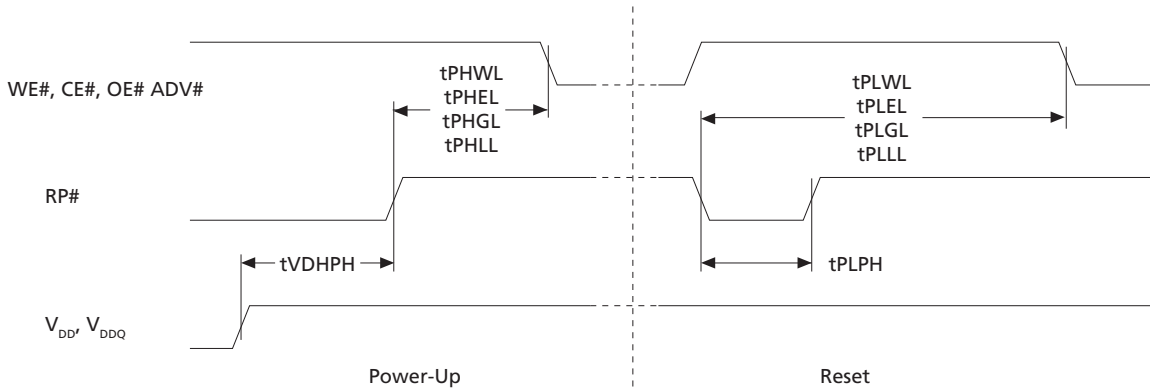 WE#, CE#, OE# ADV#
tPHWL
tPHEL
tPHGL
tPHLL
tPLWL
tPLEL
tPLGL
tPLLL
RP#
tVDHPH
tPLPH
VDD, VDDQ
Power-Up
Reset